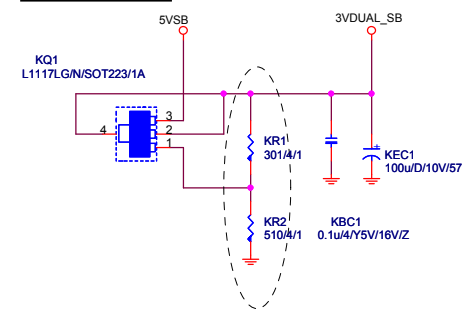 5VSB
3VDUAL_SB
KQ1
L1117LG/N/SOT223/1A
3
4
2
1
KR1
301/4/1
KEC1
100u/D/10V/57
KR2
510/4/1
KBC1
0.1u/4/Y5V/16V/Z